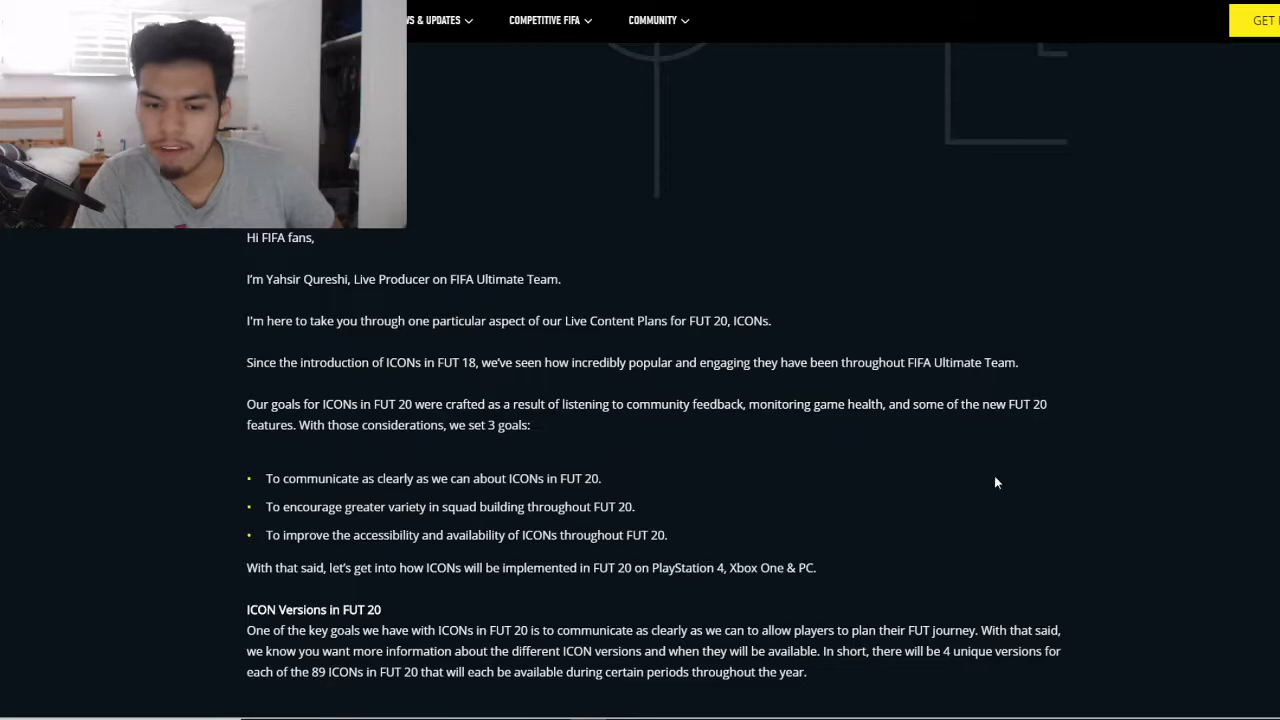 WS & UPDATES COMPETITIVE FIFA COMMUNITY GET
Hi FIFA fans,
I'm Yahsir Qureshi, Live Producer on FIFA Ultimate Team.
I'm here to take you through one particular aspect of our Live Content Plans for FUT 20, ICONs.
Since the introduction of ICONs in FUT 18, we've seen how incredibly popular and engaging they have been throughout FIFA Ultimate Team.
Our goals for ICONs in FUT 20 were crafted as a result of listening to community feedback, monitoring game health, and some of the new FUT 20
features. With those considerations, we set 3 goals:
To communicate as clearly as we can about ICONs in FUT 20.
To encourage greater variety in squad building throughout FUT 20.
To improve the accessibility and availability of ICONs throughout FUT 20.
With that said, let's get into how ICONs will be implemented in FUT 20 on PlayStation 4, Xbox One & PC.
ICON Versions in FUT 20
One of the key goals we have with ICONs in FUT 20 is to communicate as clearly as we can to allow players to plan their FUT journey. With that said,
we know you want more information about the different ICON versions and when they will be available. In short, there will be 4 unique versions for
each of the 89 ICONs in FUT 20 that will each be available during certain periods throughout the year.